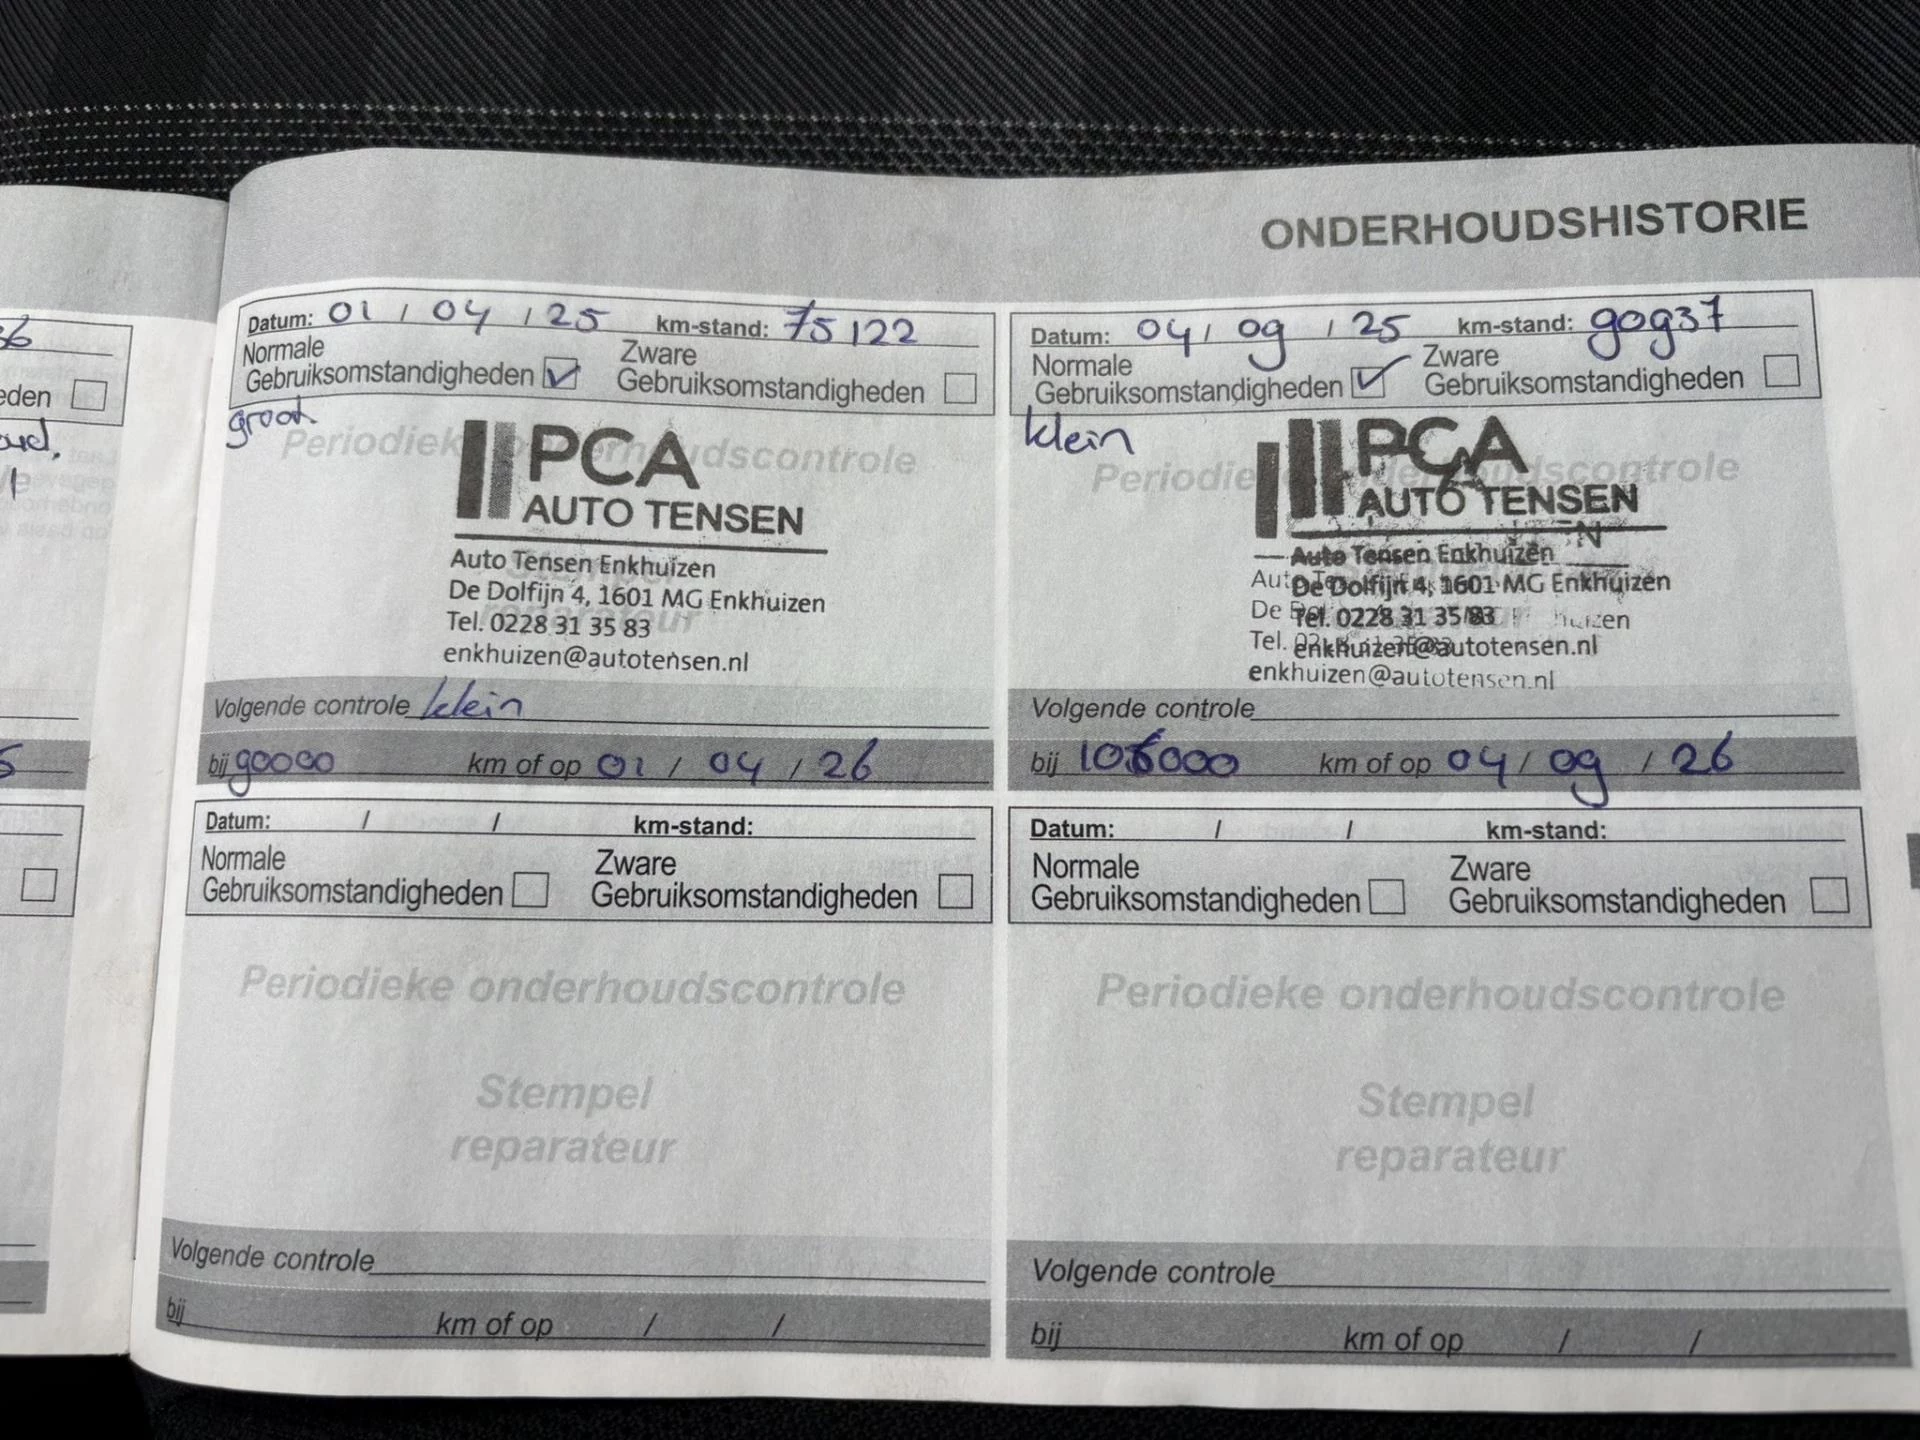 ONDERHOUDSHISTORIE
Datum: 01 / 04 / 25 km-stand: 75122
Normale Zware
Gebruiksomstandigheden Gebruiksomstandigheden
groot
Periodieke onderhoudscontrole
PCA
AUTO TENSEN
Auto Tensen Enkhuizen
De Dolfijn 4, 1601 MG Enkhuizen
Tel. 0228 31 35 83
enkhuizen@autotensen.nl
Stempel
reparateur
Volgende controle klein
bij 90000 km of op 01 / 04 / 26
Datum: 04 / 09 / 25 km-stand: 90937
Normale Zware
Gebruiksomstandigheden Gebruiksomstandigheden
klein
Periodieke onderhoudscontrole
PCA
AUTO TENSEN
Auto Tensen Enkhuizen
De Dolfijn 4, 1601 MG Enkhuizen
Tel. 0228 31 35 83
enkhuizen@autotensen.nl
enkhuizen@autotensen.nl
Volgende controle
bij km of op 04 / 09 / 26
Datum: / / km-stand:
Normale Zware
Gebruiksomstandigheden Gebruiksomstandigheden
Periodieke onderhoudscontrole
Stempel
reparateur
Volgende controle
bij km of op / /
Datum: / / km-stand:
Normale Zware
Gebruiksomstandigheden Gebruiksomstandigheden
Periodieke onderhoudscontrole
Stempel
reparateur
Volgende controle
bij km of op / /